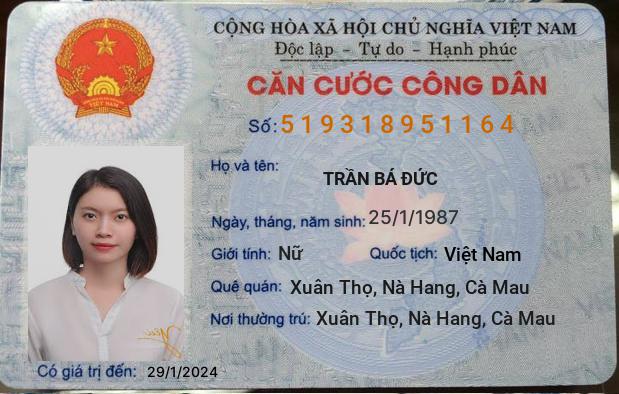 CỘNG HÒA XÃ HỘI CHỦ NGHĨA VIỆT NAM
Độc lập - Tự do - Hạnh phúc
CĂN CƯỚC CÔNG DÂN
Số: 519318951164
Họ và tên:
TRẦN BÁ ĐỨC
Ngày, tháng, năm sinh: 25/1/1987
Giới tính: Nữ Quốc tịch: Việt Nam
Quê quán: Xuân Thọ, Nà Hang, Cà Mau
Nơi thường trú: Xuân Thọ, Nà Hang, Cà Mau
Có giá trị đến: 29/1/2024
VIỆT NAM